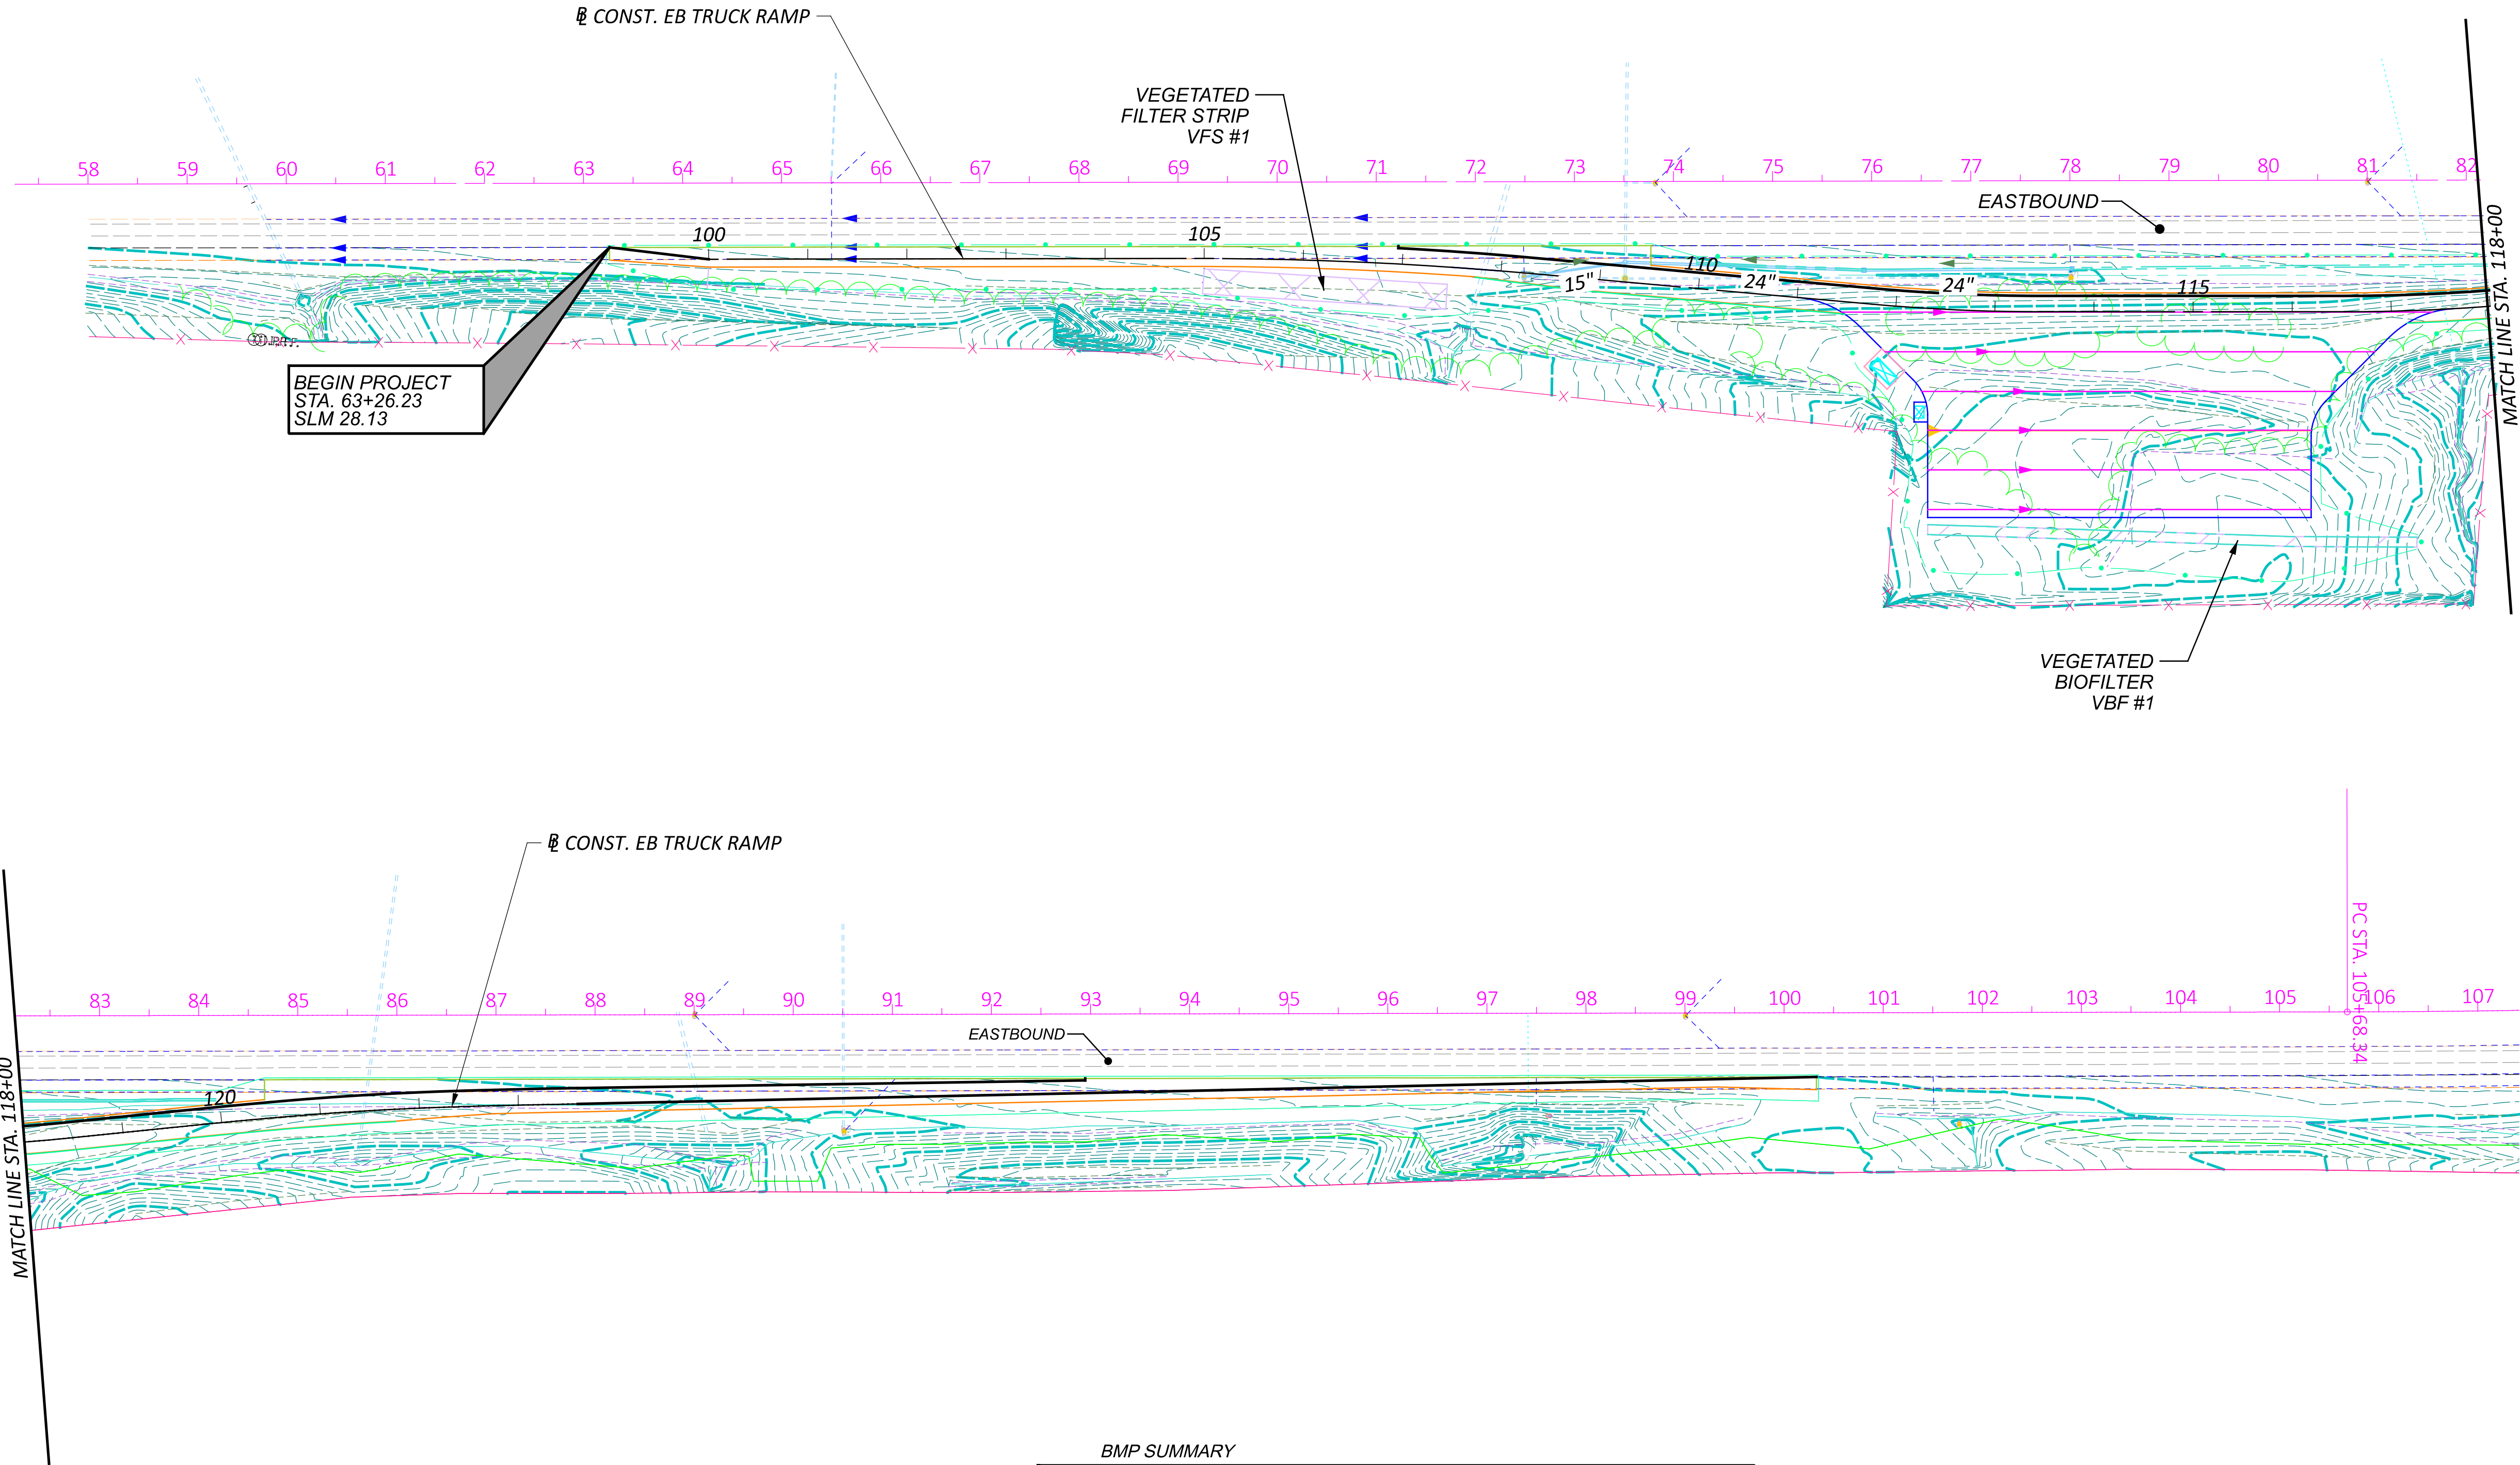 ℄ CONST. EB TRUCK RAMP
VEGETATED
FILTER STRIP
VFS #1
58 59 60 61 62 63 64 65 66 67 68 69 70 71 72 73 74 75 76 77 78 79 80 81 82
EASTBOUND
100 105 110 115
15" 24" 24"
MATCH LINE STA. 118+00
BEGIN PROJECT
STA. 63+26.23
SLM 28.13
VEGETATED
BIOFILTER
VBF #1
CONST. EB TRUCK RAMP
PC STA. 105+68.34
83 84 85 86 87 88 89 90 91 92 93 94 95 96 97 98 99 100 101 102 103 104 105 106 107
EASTBOUND
120
MATCH LINE STA. 118+00
BMP SUMMARY